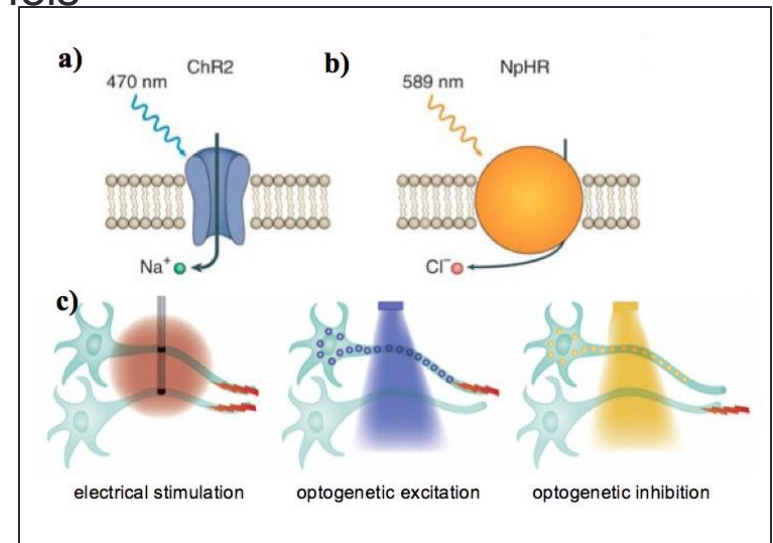 a)
b)
ChR2
NpHR
470 nm
589 nm
Na⁺
Cl⁻
c)
electrical stimulation
optogenetic excitation
optogenetic inhibition